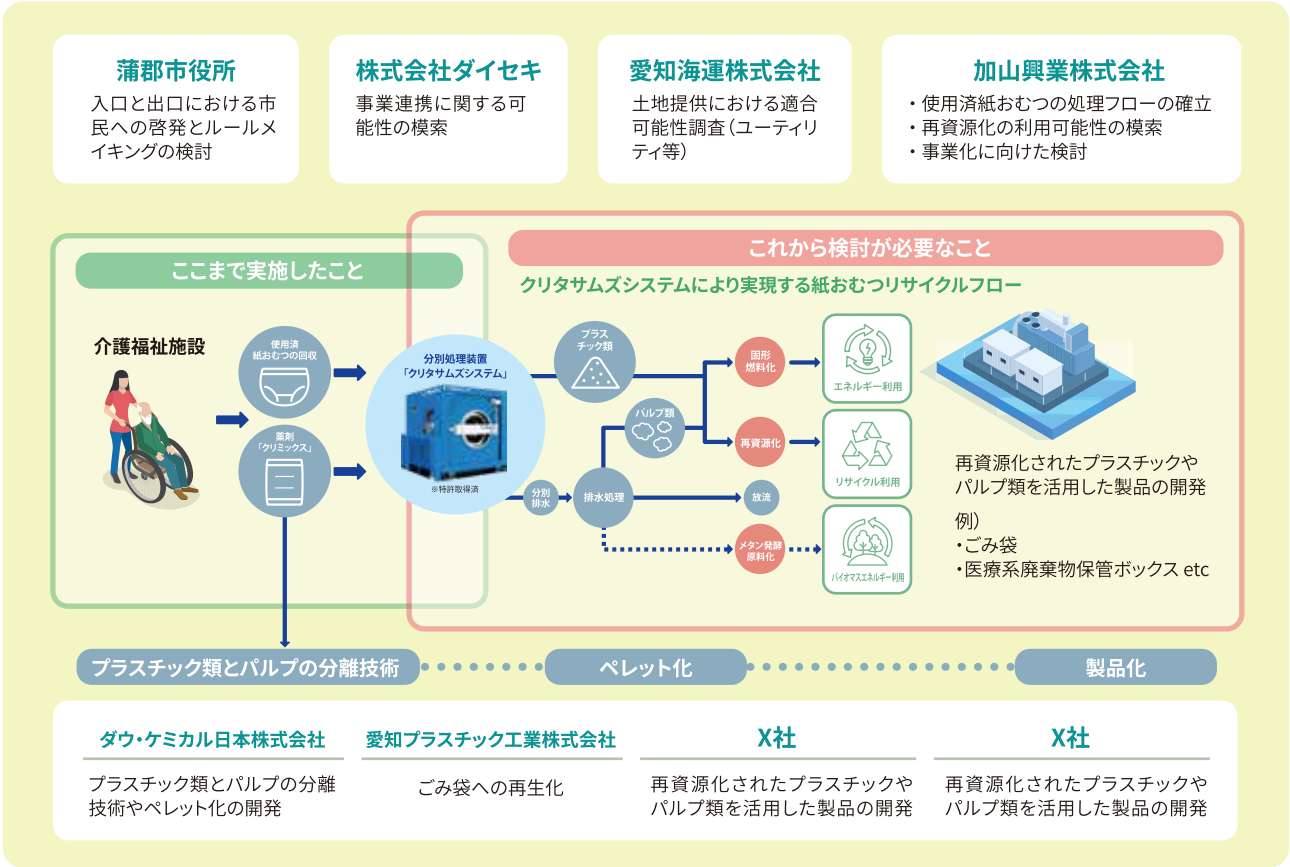 蒲郡市役所
入口と出口における市
民への啓発とルールメ
イキングの検討
株式会社ダイセキ
事業連携に関する可
能性の模索
愛知海運株式会社
土地提供における適合
可能性調査（ユーティリ
ティ等）
加山興業株式会社
・使用済紙おむつの処理フローの確立
・再資源化の利用可能性の模索
・事業化に向けた検討
ここまで実施したこと
これから検討が必要なこと
クリタサムズシステムにより実現する紙おむつリサイクルフロー
介護福祉施設
使用済
紙おむつの回収
薬剤
「クリミックス」
分別処理装置
「クリタサムズシステム」
※特許取得済
プラス
チック類
パルプ類
分別
排水
排水処理
固形
燃料化
再資源化
放流
メタン発酵
原料化
エネルギー利用
リサイクル利用
バイオマスエネルギー利用
再資源化されたプラスチックや
パルプ類を活用した製品の開発
例）
・ごみ袋
・医療系廃棄物保管ボックス etc
プラスチック類とパルプの分離技術
ペレット化
製品化
ダウ・ケミカル日本株式会社
プラスチック類とパルプの分離
技術やペレット化の開発
愛知プラスチック工業株式会社
ごみ袋への再生化
X社
再資源化されたプラスチックや
パルプ類を活用した製品の開発
X社
再資源化されたプラスチックや
パルプ類を活用した製品の開発